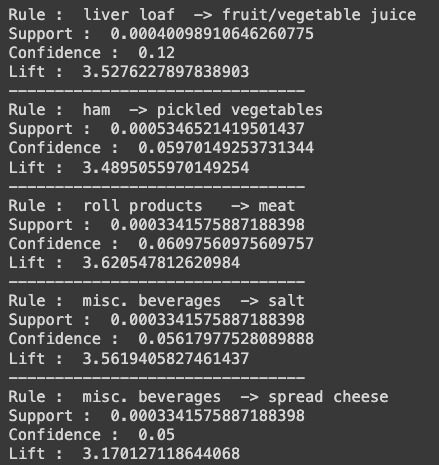 Rule :  liver loaf  -> fruit/vegetable juice
Support :  0.00040098910646260775
Confidence :  0.12
Lift :  3.5276227897838903
--------------------------------
Rule :  ham  -> pickled vegetables
Support :  0.0005346521419501437
Confidence :  0.05970149253731344
Lift :  3.4895055970149254
--------------------------------
Rule :  roll products   -> meat
Support :  0.0003341575887188398
Confidence :  0.06097560975609757
Lift :  3.620547812620984
--------------------------------
Rule :  misc. beverages  -> salt
Support :  0.0003341575887188398
Confidence :  0.05617977528089888
Lift :  3.5619405827461437
--------------------------------
Rule :  misc. beverages  -> spread cheese
Support :  0.0003341575887188398
Confidence :  0.05
Lift :  3.170127118644068